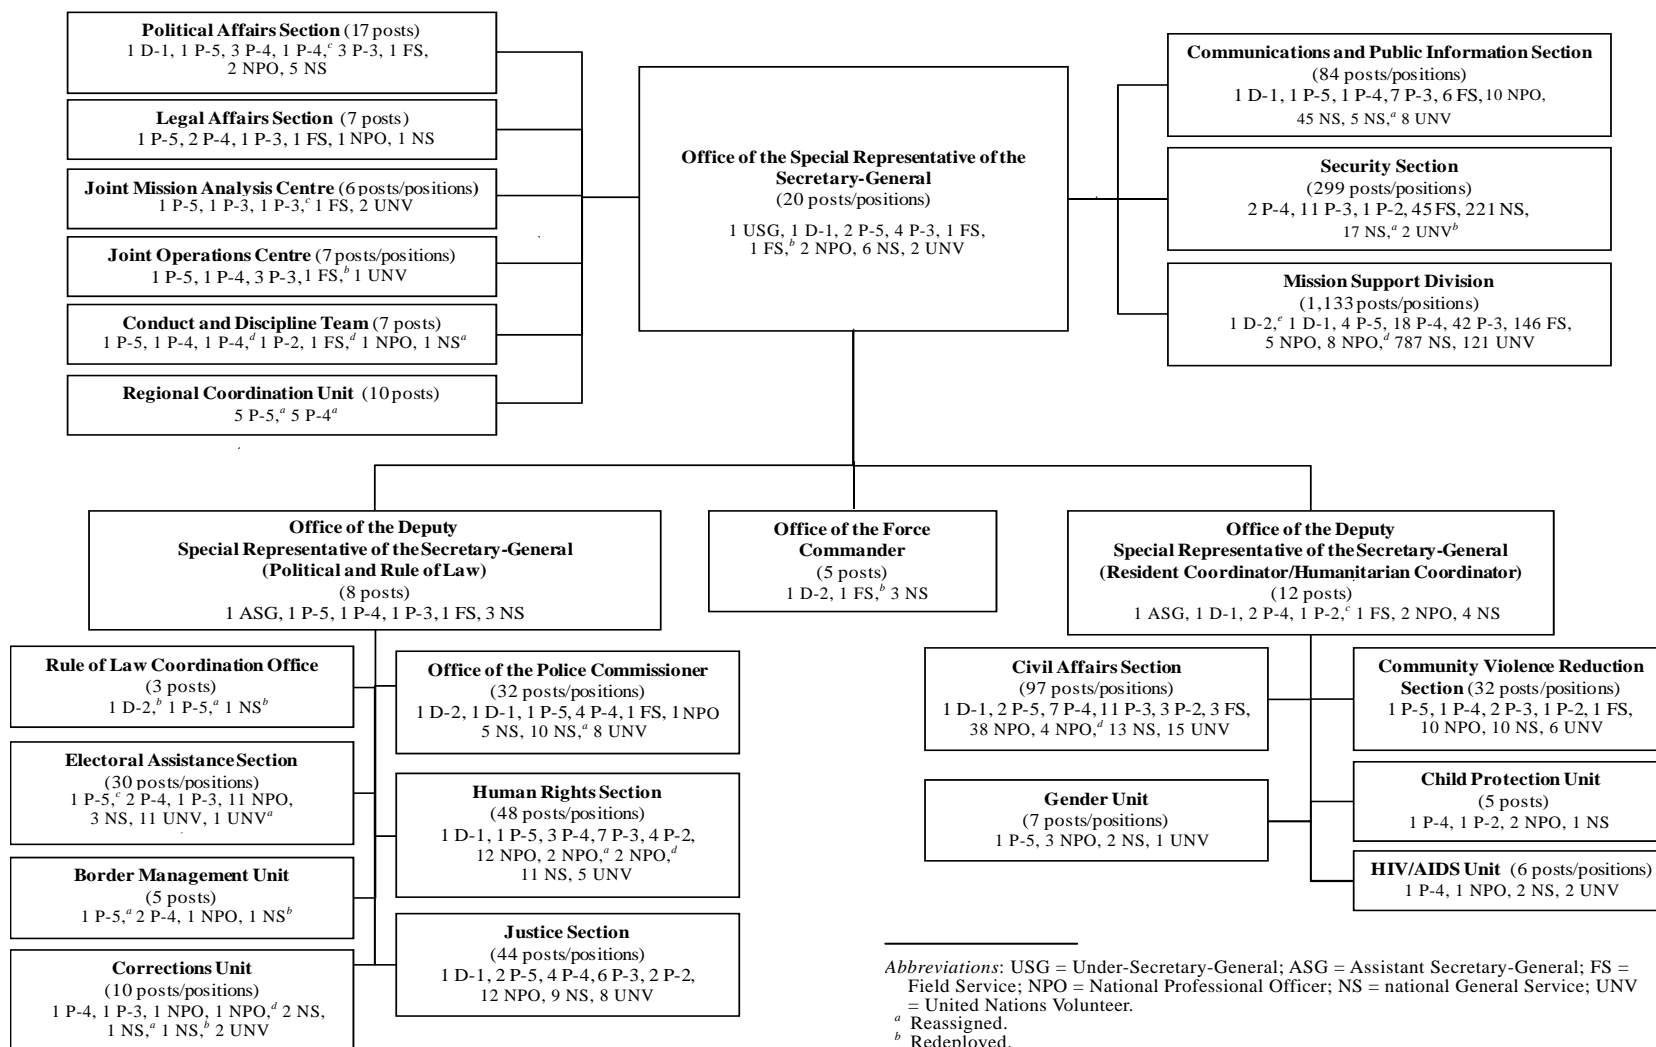 Political Affairs Section (17 posts)
1 D-1, 1 P-5, 3 P-4, 1 P-4,c 3 P-3, 1 FS,
2 NPO, 5 NS
Legal Affairs Section (7 posts)
1 P-5, 2 P-4, 1 P-3, 1 FS, 1 NPO, 1 NS
Joint Mission Analysis Centre (6 posts/positions)
1 P-5, 1 P-3, 1 P-3,c 1 FS, 2 UNV
Joint Operations Centre (7 posts/positions)
1 P-5, 1 P-4, 3 P-3, 1 FS,b 1 UNV
Conduct and Discipline Team (7 posts)
1 P-5, 1 P-4, 1 P-4,d 1 P-2, 1 FS,d 1 NPO, 1 NSa
Regional Coordination Unit (10 posts)
5 P-5,a 5 P-4a
Office of the Special Representative of the
Secretary-General
(20 posts/positions)
1 USG, 1 D-1, 2 P-5, 4 P-3, 1 FS,
1 FS,b 2 NPO, 6 NS, 2 UNV
Communications and Public Information Section
(84 posts/positions)
1 D-1, 1 P-5, 1 P-4, 7 P-3, 6 FS, 10 NPO,
45 NS, 5 NS,a 8 UNV
Security Section
(299 posts/positions)
2 P-4, 11 P-3, 1 P-2, 45 FS, 221 NS,
17 NS,a 2 UNVb
Mission Support Division
(1,133 posts/positions)
1 D-2,e 1 D-1, 4 P-5, 18 P-4, 42 P-3, 146 FS,
5 NPO, 8 NPO,d 787 NS, 121 UNV
Office of the Deputy
Special Representative of the Secretary-General
(Political and Rule of Law)
(8 posts)
1 ASG, 1 P-5, 1 P-4, 1 P-3, 1 FS, 3 NS
Office of the Force
Commander
(5 posts)
1 D-2, 1 FS,b 3 NS
Office of the Deputy
Special Representative of the Secretary-General
(Resident Coordinator/Humanitarian Coordinator)
(12 posts)
1 ASG, 1 D-1, 2 P-4, 1 P-2,c 1 FS, 2 NPO, 4 NS
Rule of Law Coordination Office
(3 posts)
1 D-2,b 1 P-5,a 1 NSb
Electoral Assistance Section
(30 posts/positions)
1 P-5,c 2 P-4, 1 P-3, 11 NPO,
3 NS, 11 UNV, 1 UNVa
Border Management Unit
(5 posts)
1 P-5,a 2 P-4, 1 NPO, 1 NSb
Corrections Unit
(10 posts/positions)
1 P-4, 1 P-3, 1 NPO, 1 NPO,d 2 NS,
1 NS,a 1 NS,b 2 UNV
Office of the Police Commissioner
(32 posts/positions)
1 D-2, 1 D-1, 1 P-5, 4 P-4, 1 FS, 1 NPO
5 NS, 10 NS,a 8 UNV
Human Rights Section
(48 posts/positions)
1 D-1, 1 P-5, 3 P-4, 7 P-3, 4 P-2,
12 NPO, 2 NPO,a 2 NPO,d
11 NS, 5 UNV
Justice Section
(44 posts/positions)
1 D-1, 2 P-5, 4 P-4, 6 P-3, 2 P-2,
12 NPO, 9 NS, 8 UNV
Civil Affairs Section
(97 posts/positions)
1 D-1, 2 P-5, 7 P-4, 11 P-3, 3 P-2, 3 FS,
38 NPO, 4 NPO,d 13 NS, 15 UNV
Gender Unit
(7 posts/positions)
1 P-5, 3 NPO, 2 NS, 1 UNV
Community Violence Reduction
Section (32 posts/positions)
1 P-5, 1 P-4, 2 P-3, 1 P-2, 1 FS,
10 NPO, 10 NS, 6 UNV
Child Protection Unit
(5 posts)
1 P-4, 1 P-2, 2 NPO, 1 NS
HIV/AIDS Unit (6 posts/positions)
1 P-4, 1 NPO, 2 NS, 2 UNV
Abbreviations: USG = Under-Secretary-General; ASG = Assistant Secretary-General; FS =
Field Service; NPO = National Professional Officer; NS = national General Service; UNV
= United Nations Volunteer.
a Reassigned.
b Redeployed.